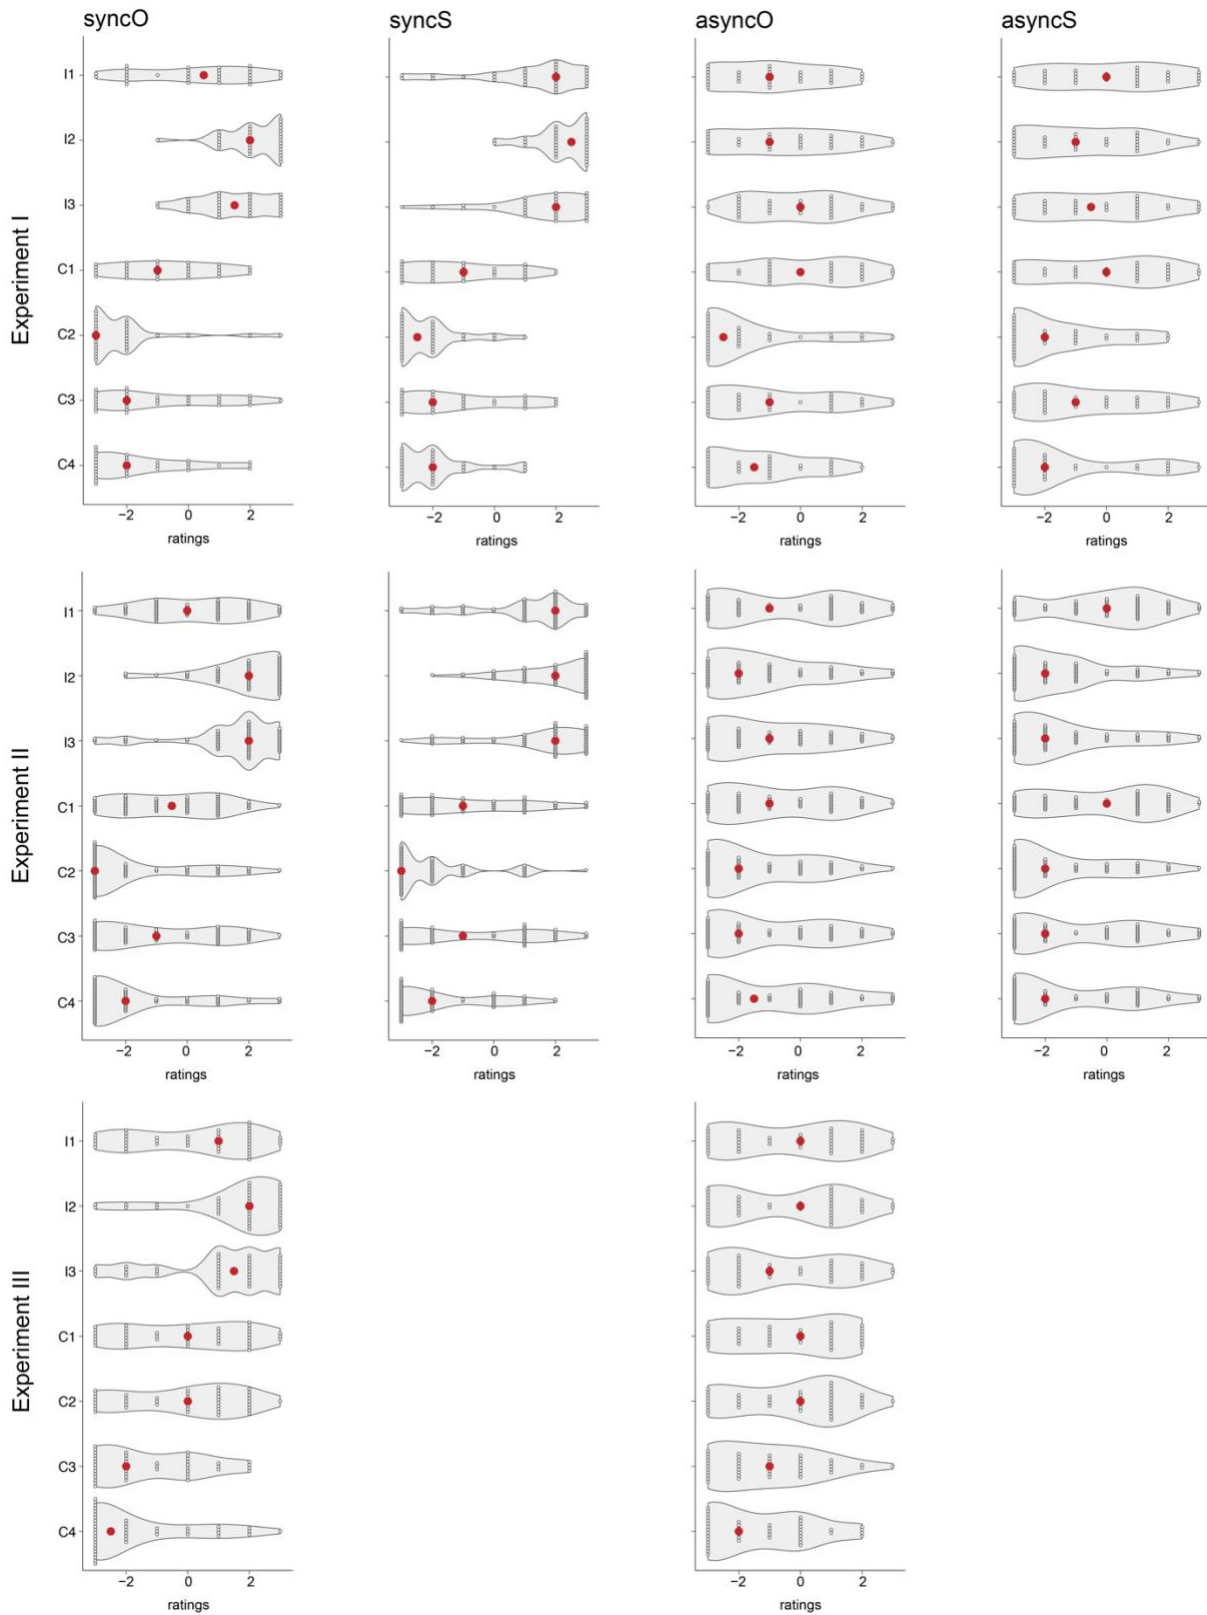 syncO syncS asyncO asyncS
Experiment I
I1
I2
I3
C1
C2
C3
C4
−2 0 2 −2 0 2 −2 0 2 −2 0 2
ratings ratings ratings ratings
Experiment II
I1
I2
I3
C1
C2
C3
C4
−2 0 2 −2 0 2 −2 0 2 −2 0 2
ratings ratings ratings ratings
Experiment III
I1
I2
I3
C1
C2
C3
C4
−2 0 2 −2 0 2
ratings ratings